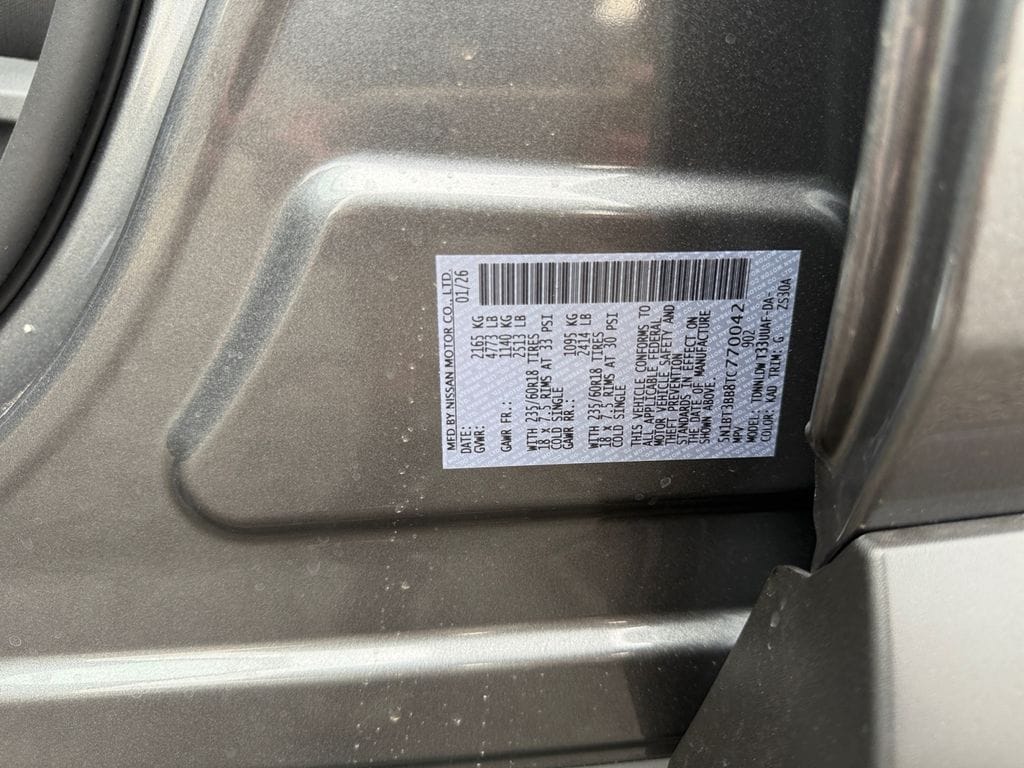 MFD.BY NISSAN MOTOR CO., LTD.
DATE: 01/26
GVWR: 2165 KG
4773 LB
GAWR FR.: 1140 KG
2513 LB
WITH 235/60R18 TIRES
18 X 7.5 RIMS AT 33 PSI
COLD SINGLE
GAWR RR.: 1095 KG
2414 LB
WITH 235/60R18 TIRES
18 X 7.5 RIMS AT 30 PSI
COLD SINGLE
THIS VEHICLE CONFORMS TO
ALL APPLICABLE FEDERAL
MOTOR VEHICLE SAFETY AND
THEFT PREVENTION
STANDARDS IN EFFECT ON
THE DATE OF MANUFACTURE
SHOWN ABOVE.
5N1BT3BB8TC770042
MPV 902
MODEL: TDWNLDW T33UUAF-DA-
COLOR: KAD TRIM: G ZS30A